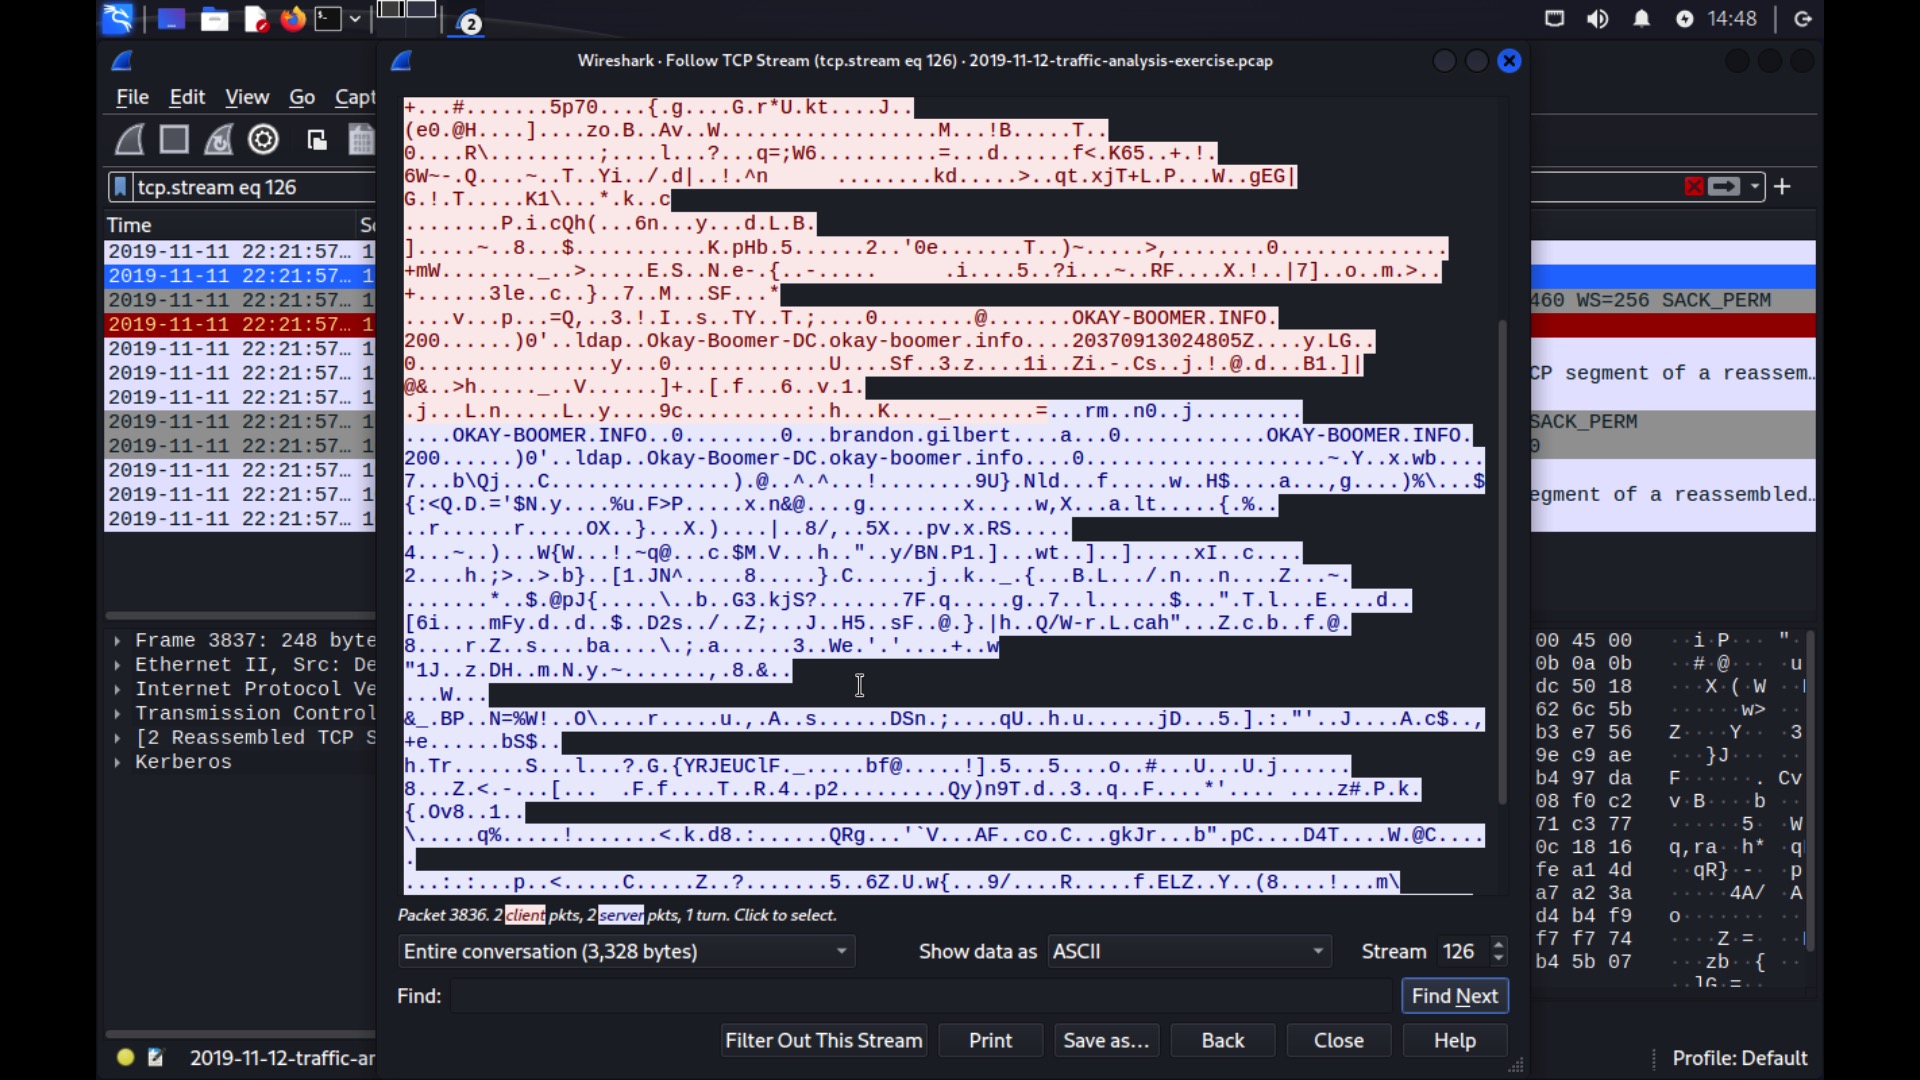 2
14:48
Wireshark · Follow TCP Stream (tcp.stream eq 126) · 2019-11-12-traffic-analysis-exercise.pcap
File Edit View Go Capt
tcp.stream eq 126
Time
2019-11-11 22:21:57… 1
2019-11-11 22:21:57… 1
2019-11-11 22:21:57… 1
2019-11-11 22:21:57… 1
2019-11-11 22:21:57… 1
2019-11-11 22:21:57… 1
2019-11-11 22:21:57… 1
2019-11-11 22:21:57… 1
2019-11-11 22:21:57… 1
2019-11-11 22:21:57… 1
2019-11-11 22:21:57… 1
2019-11-11 22:21:57… 1
460 WS=256 SACK_PERM
CP segment of a reassem…
SACK_PERM
0
egment of a reassembled…
+...#.......5p70....{.g....G.r*U.kt....J..
(e0.@H....]....zo.B..Av..W..................M...!B.....T..
0....R\.........;....l...?...q=;W6..........=...d......f<.K65..+.!.
6W~-.Q....~..T..Yi../.d|..!.^n ........kd.....>..qt.xjT+L.P...W..gEG|
G.!.T.....K1\...*.k..c
........P.i.cQh(...6n...y...d.L.B.
].....~..8...$...........K.pHb.5......2..'0e.......T..)~.....>,........0..............
+mW........_..>.....E.S..N.e-.{..-..... .i....5..?i...~..RF....X.!..|7]..o..m.>..
+......3le..c..}..7..M...SF...*
....v...p...=Q,..3.!.I..s..TY..T.;....0........@.......OKAY-BOOMER.INFO.
200......)0'..ldap..Okay-Boomer-DC.okay-boomer.info....20370913024805Z....y.LG..
0................y...0.............U....Sf..3.z....1i..Zi.-.Cs..j.!.@.d...B1.]|
@&..>h....._..V......]+..[.f...6..v.1.
.j...L.n.....L..y....9c..........:.h...K...._.......=...rm..n0..j.........
....OKAY-BOOMER.INFO..0........0...brandon.gilbert....a...0............OKAY-BOOMER.INFO.
200......)0'..ldap..Okay-Boomer-DC.okay-boomer.info....0....................~.Y..x.wb....
7...b\Qj...C...............).@..^.^...!........9U}.Nld...f.....w..H$....a...,g....)%\...$
{:<Q.D.='$N.y....%u.F>P.....x.n&@....g........x.....w,X...a.lt.....{.%..
..r......r.....OX..}...X.)....|..8/,..5X...pv.x.RS.....
4...~..)...W{W...!.~q@...c.$M.V...h.."..y/BN.P1.]...wt..]..].....xI..c....
2....h.;>..>.b}..[1.JN^.....8.....}.C......j..k.._.{...B.L.../.n...n....Z...~.
.......*..$.@pJ{.....\..b..G3.kjS?.......7F.q.....g..7..l......$...".T.l...E....d..
[6i....mFy.d..d..$..D2s../..Z;...J..H5..sF..@.}.|h..Q/W-r.L.cah"...Z.c.b..f.@.
8....r.Z..s....ba....\.;.a......3..We.'.'....+..w
"1J..z.DH..m.N.y.~.......,.8.&..
...W...
&_.BP..N=%W!..O\....r.....u.,.A..s......DSn.;....qU..h.u......jD...5.].:."'..J....A.c$..,
+e......bS$..
h.Tr......S...l...?.G.{YRJEUClF._.....bf@.....!].5...5....o..#...U...U.j......
8...Z.<.-...[... .F.f....T..R.4..p2.........Qy)n9T.d..3..q..F....*'.... ....z#.P.k.
{.Ov8..1..
\.....q%.....!.......<.k.d8.:......QRg...'`V...AF..co.C...gkJr...b".pC....D4T....W.@C....
.
...:.:...p..<.....C.....Z..?.......5..6Z.U.w{...9/....R.....f.ELZ..Y..(8....!...m\
Frame 3837: 248 byte
Ethernet II, Src: De
Internet Protocol Ve
Transmission Control
[2 Reassembled TCP S
Kerberos
00 45 00 ··i·P··· "·
0b 0a 0b ··#·@··· ·u
dc 50 18 ···X·(·W
62 6c 5b ·····w>
b3 e7 56 Z····Y·· 3
9e c9 ae ···}J···
b4 97 da F······. Cv
08 f0 c2 v·B····b
71 c3 77 ······5· W
0c 18 16 q,ra··h* q
fe a1 4d ··qR}·-· p
a7 a2 3a ·····4A/ A
d4 b4 f9 o·······
f7 f7 74 ····Z·=·
b4 5b 07 ···zb··{
Packet 3836. 2 client pkts, 2 server pkts, 1 turn. Click to select.
Entire conversation (3,328 bytes) Show data as ASCII Stream 126
Find: Find Next
Filter Out This Stream Print Save as… Back Close Help
2019-11-12-traffic-ar
Profile: Default